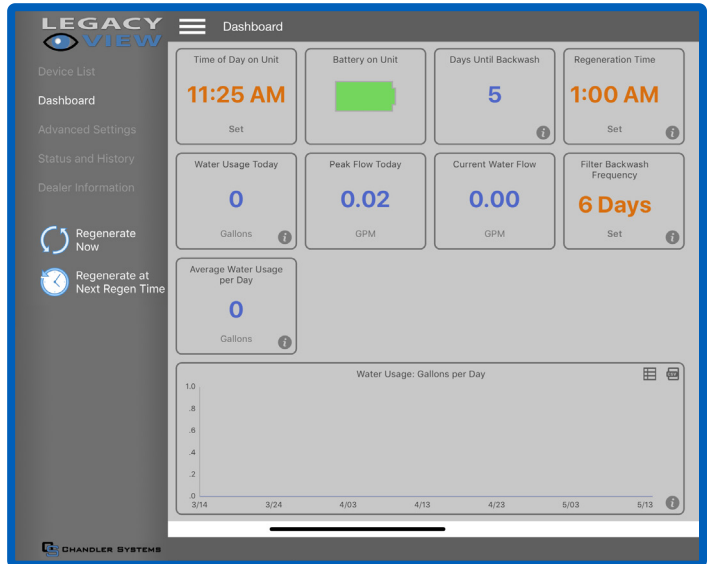 LEGACY
VIEW
Dashboard
Device List
Dashboard
Advanced Settings
Status and History
Dealer Information
Regenerate
Now
Regenerate at
Next Regen Time
Time of Day on Unit
11:25 AM
Set
Battery on Unit
Days Until Backwash
5
i
Regeneration Time
1:00 AM
Set
i
Water Usage Today
0
Gallons
i
Peak Flow Today
0.02
GPM
Current Water Flow
0.00
GPM
Filter Backwash
Frequency
6 Days
Set
i
Average Water Usage
per Day
0
Gallons
i
Water Usage: Gallons per Day
1.0
.8
.6
.4
.2
.0
3/14 3/24 4/03 4/13 4/23 5/03 5/13
i
CS CHANDLER SYSTEMS